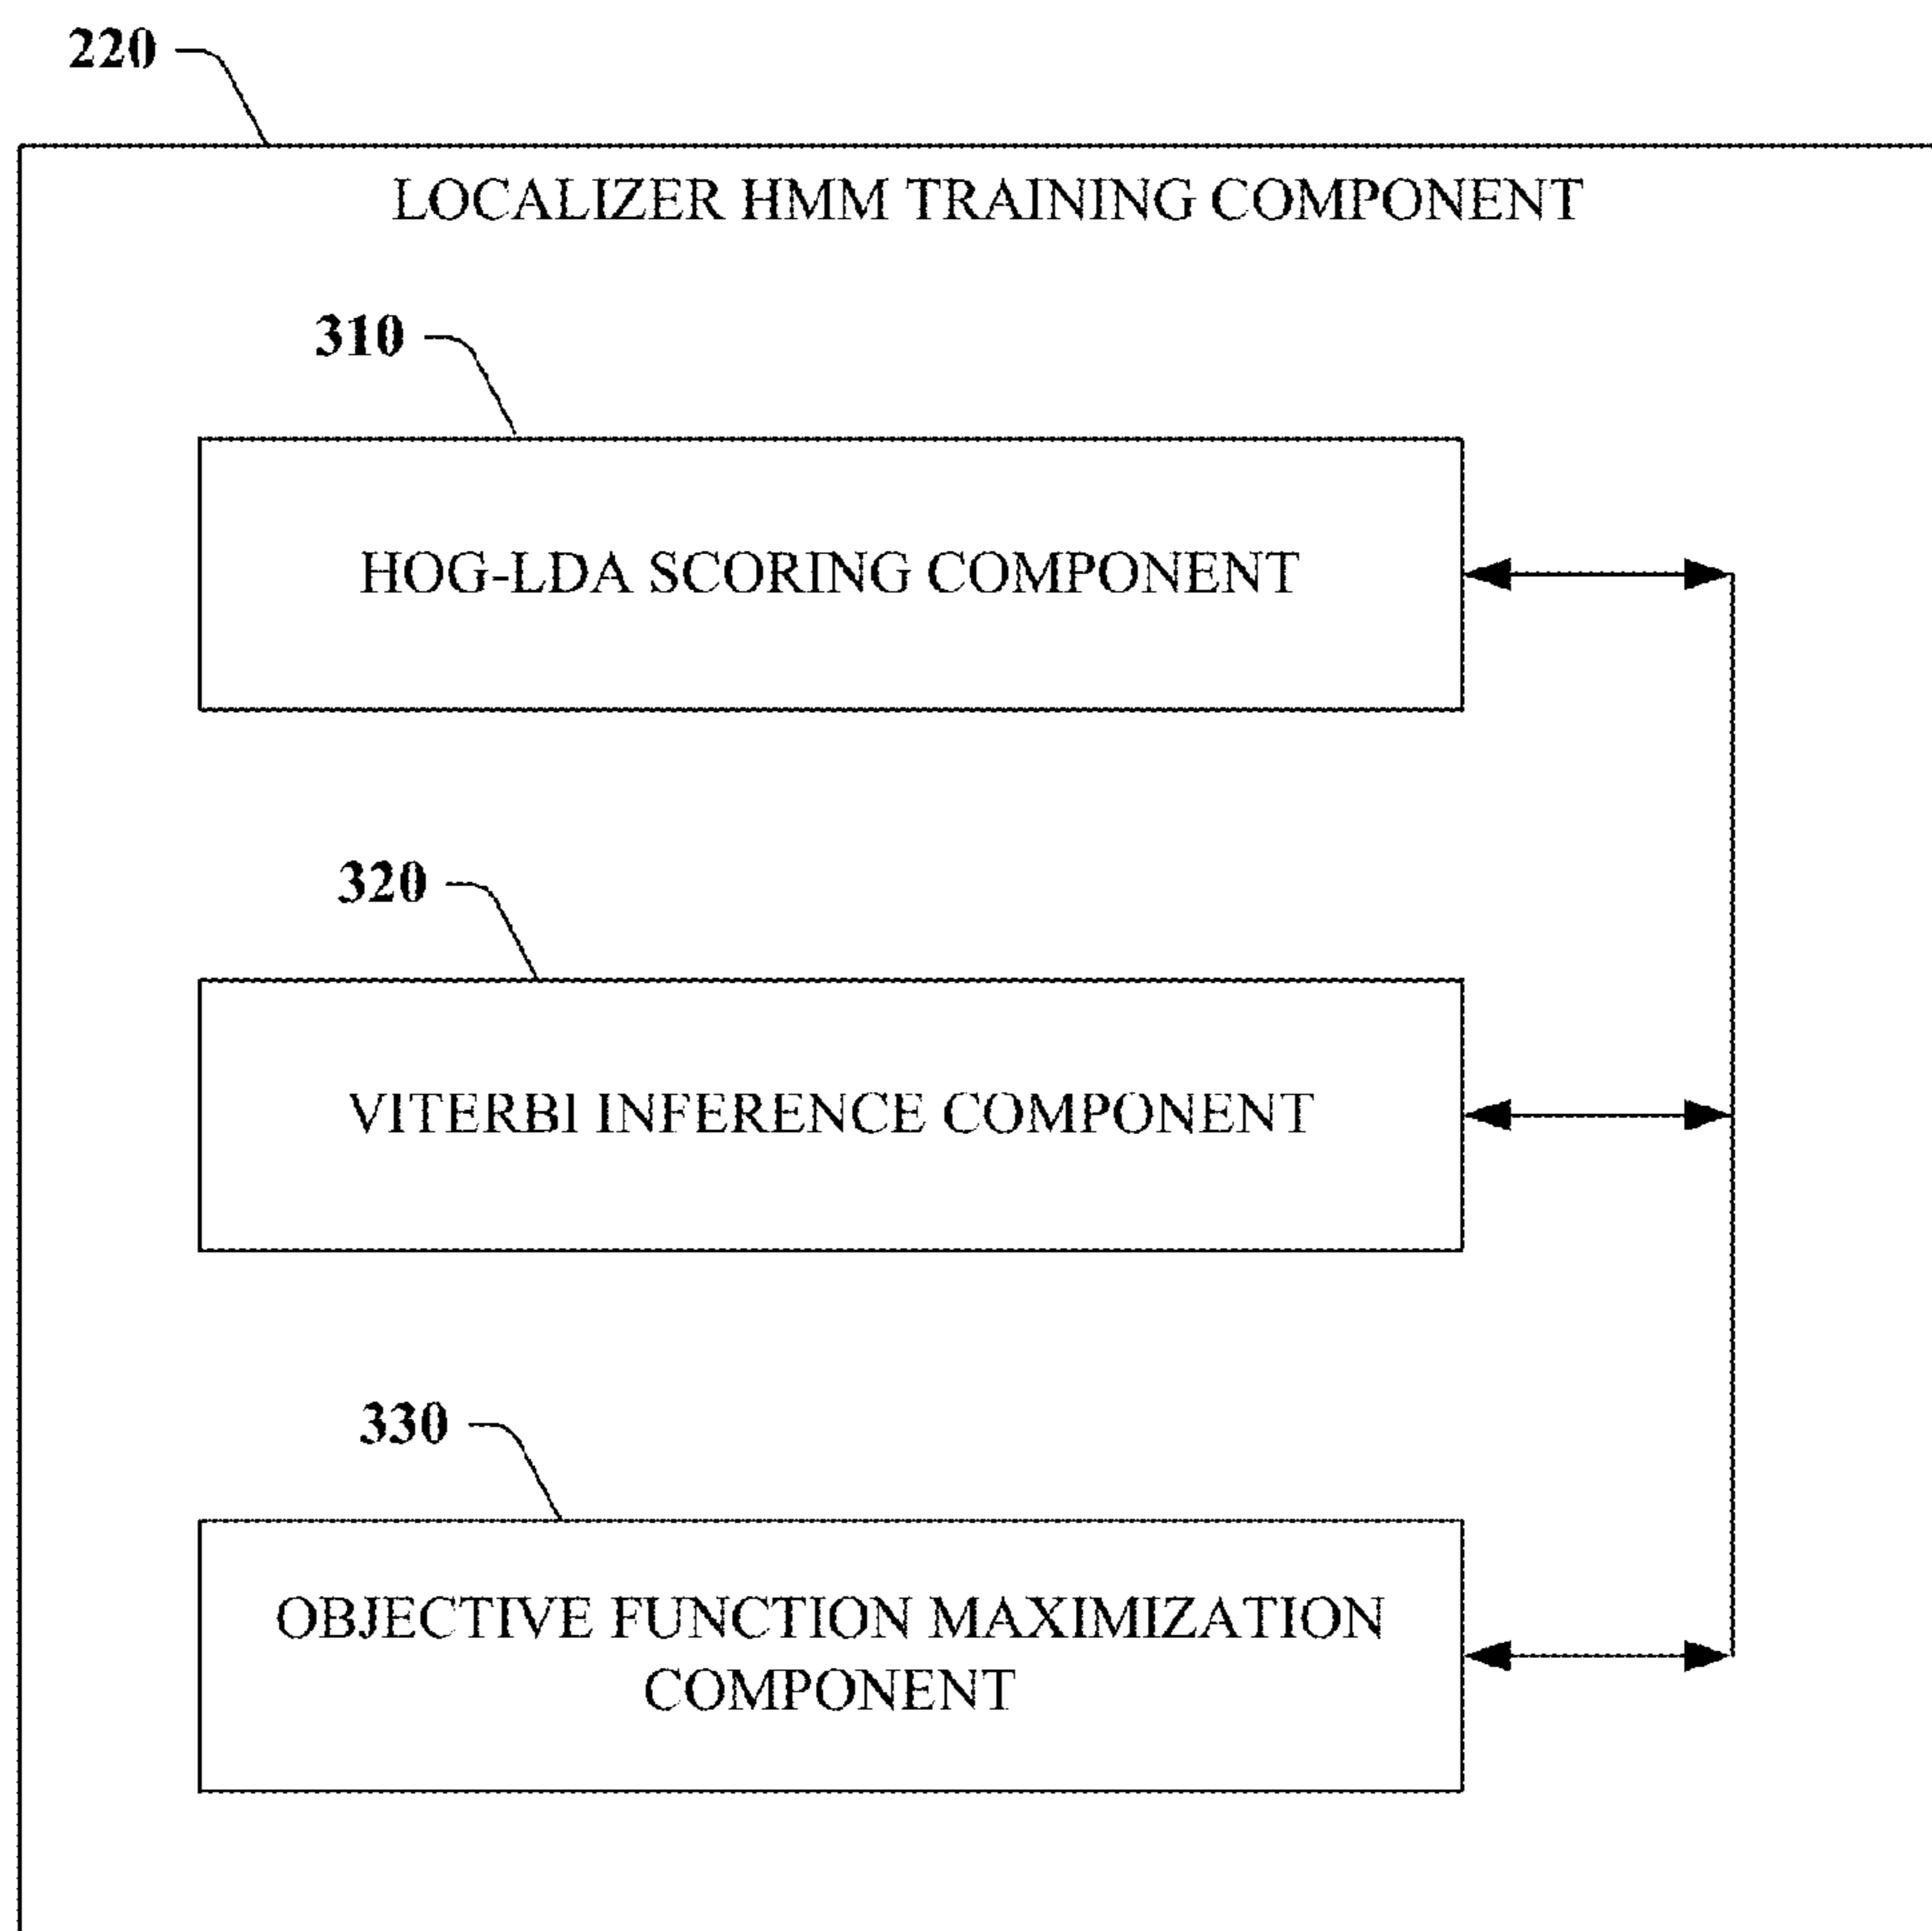 220
LOCALIZER HMM TRAINING COMPONENT
310
HOG-LDA SCORING COMPONENT
320
VITERBI INFERENCE COMPONENT
330
OBJECTIVE FUNCTION MAXIMIZATION
COMPONENT